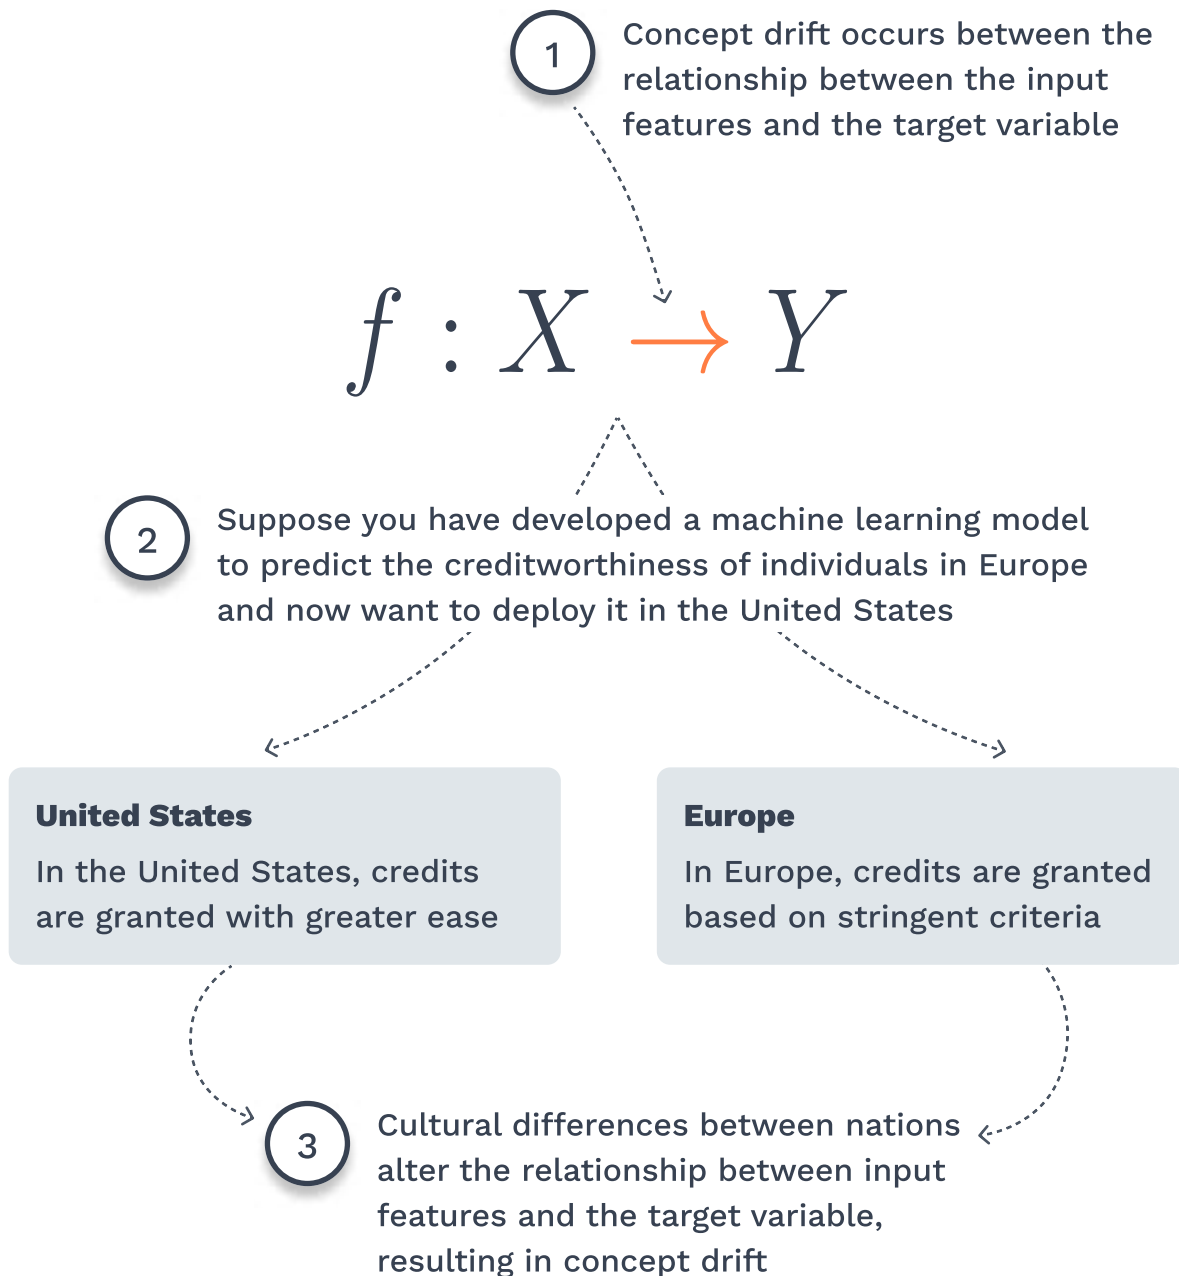 1
Concept drift occurs between the
relationship between the input
features and the target variable
f : X → Y
2
Suppose you have developed a machine learning model
to predict the creditworthiness of individuals in Europe
and now want to deploy it in the United States
United States
In the United States, credits
are granted with greater ease
Europe
In Europe, credits are granted
based on stringent criteria
3
Cultural differences between nations
alter the relationship between input
features and the target variable,
resulting in concept drift